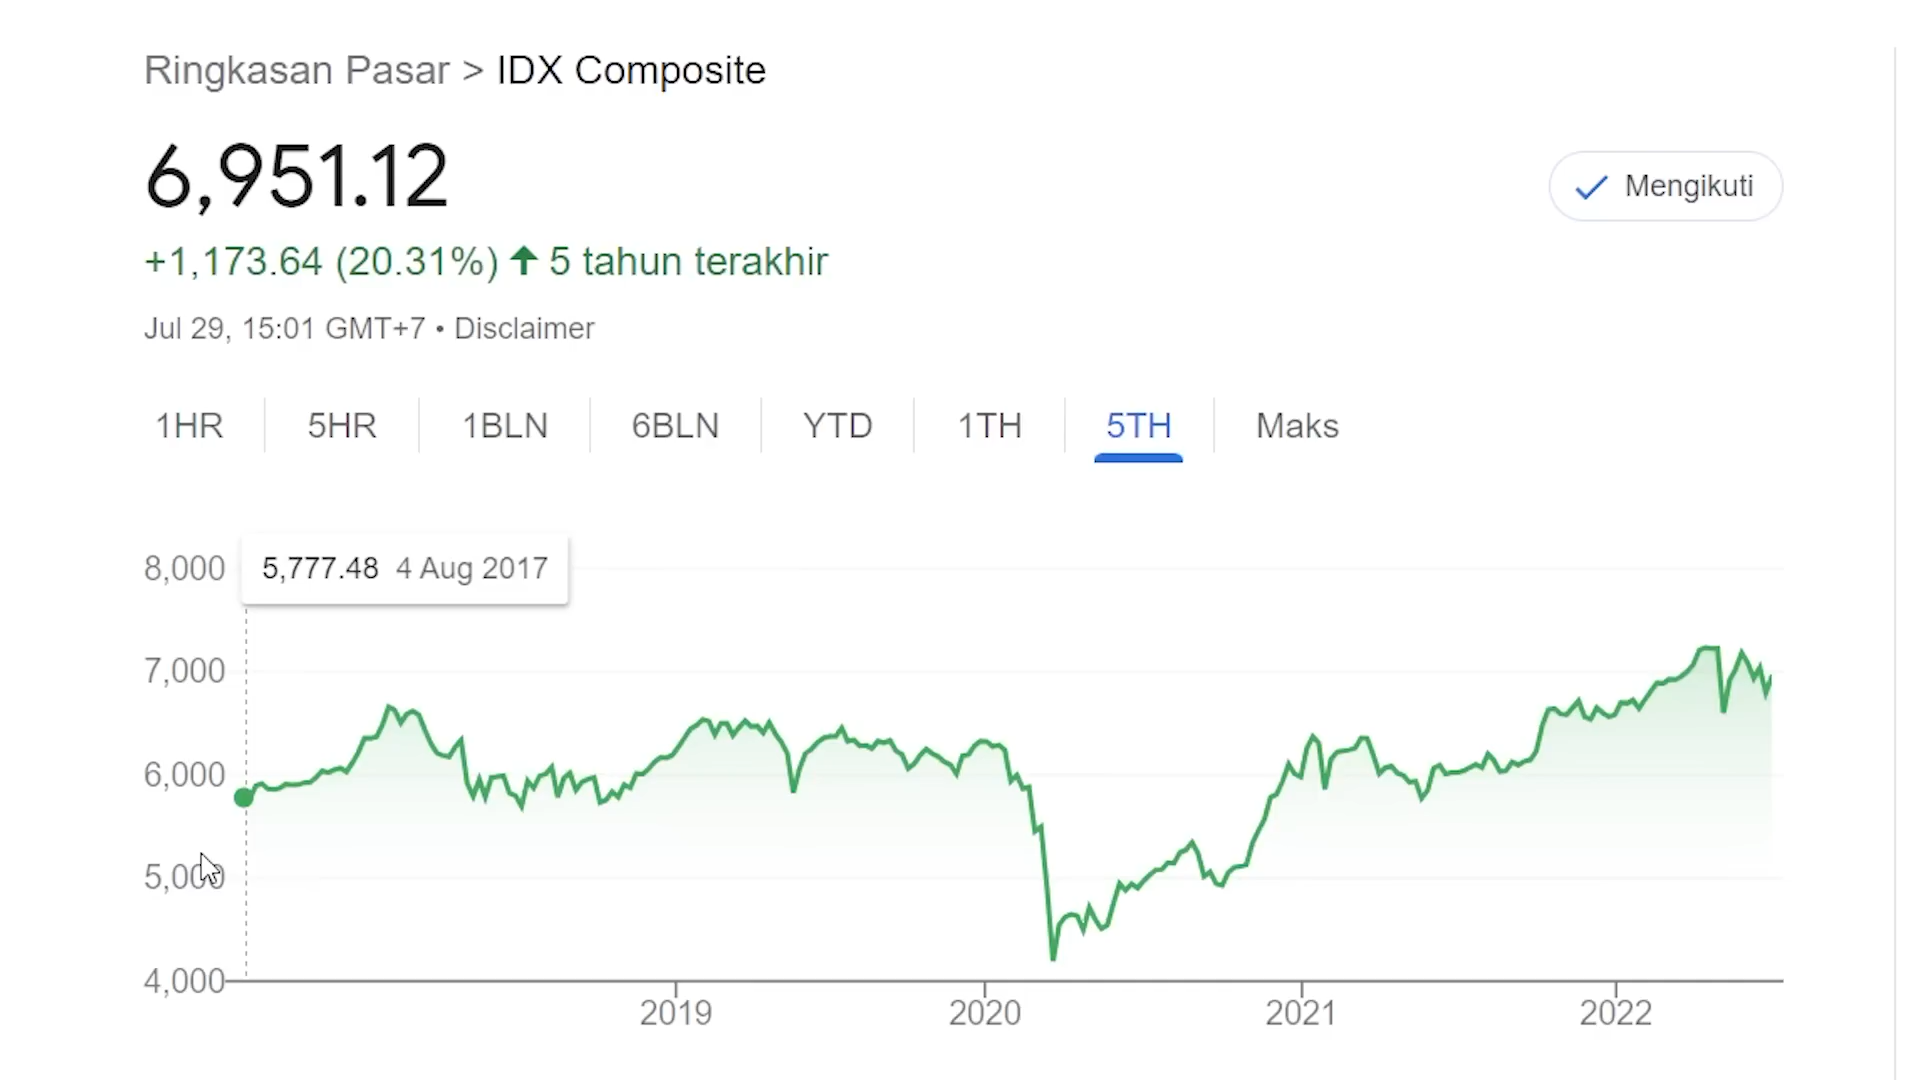 Ringkasan Pasar > IDX Composite
6,951.12
Mengikuti
+1,173.64 (20.31%) ↑ 5 tahun terakhir
Jul 29, 15:01 GMT+7 • Disclaimer
1HR 5HR 1BLN 6BLN YTD 1TH 5TH Maks
8,000
5,777.48 4 Aug 2017
7,000
6,000
5,000
4,000
2019 2020 2021 2022